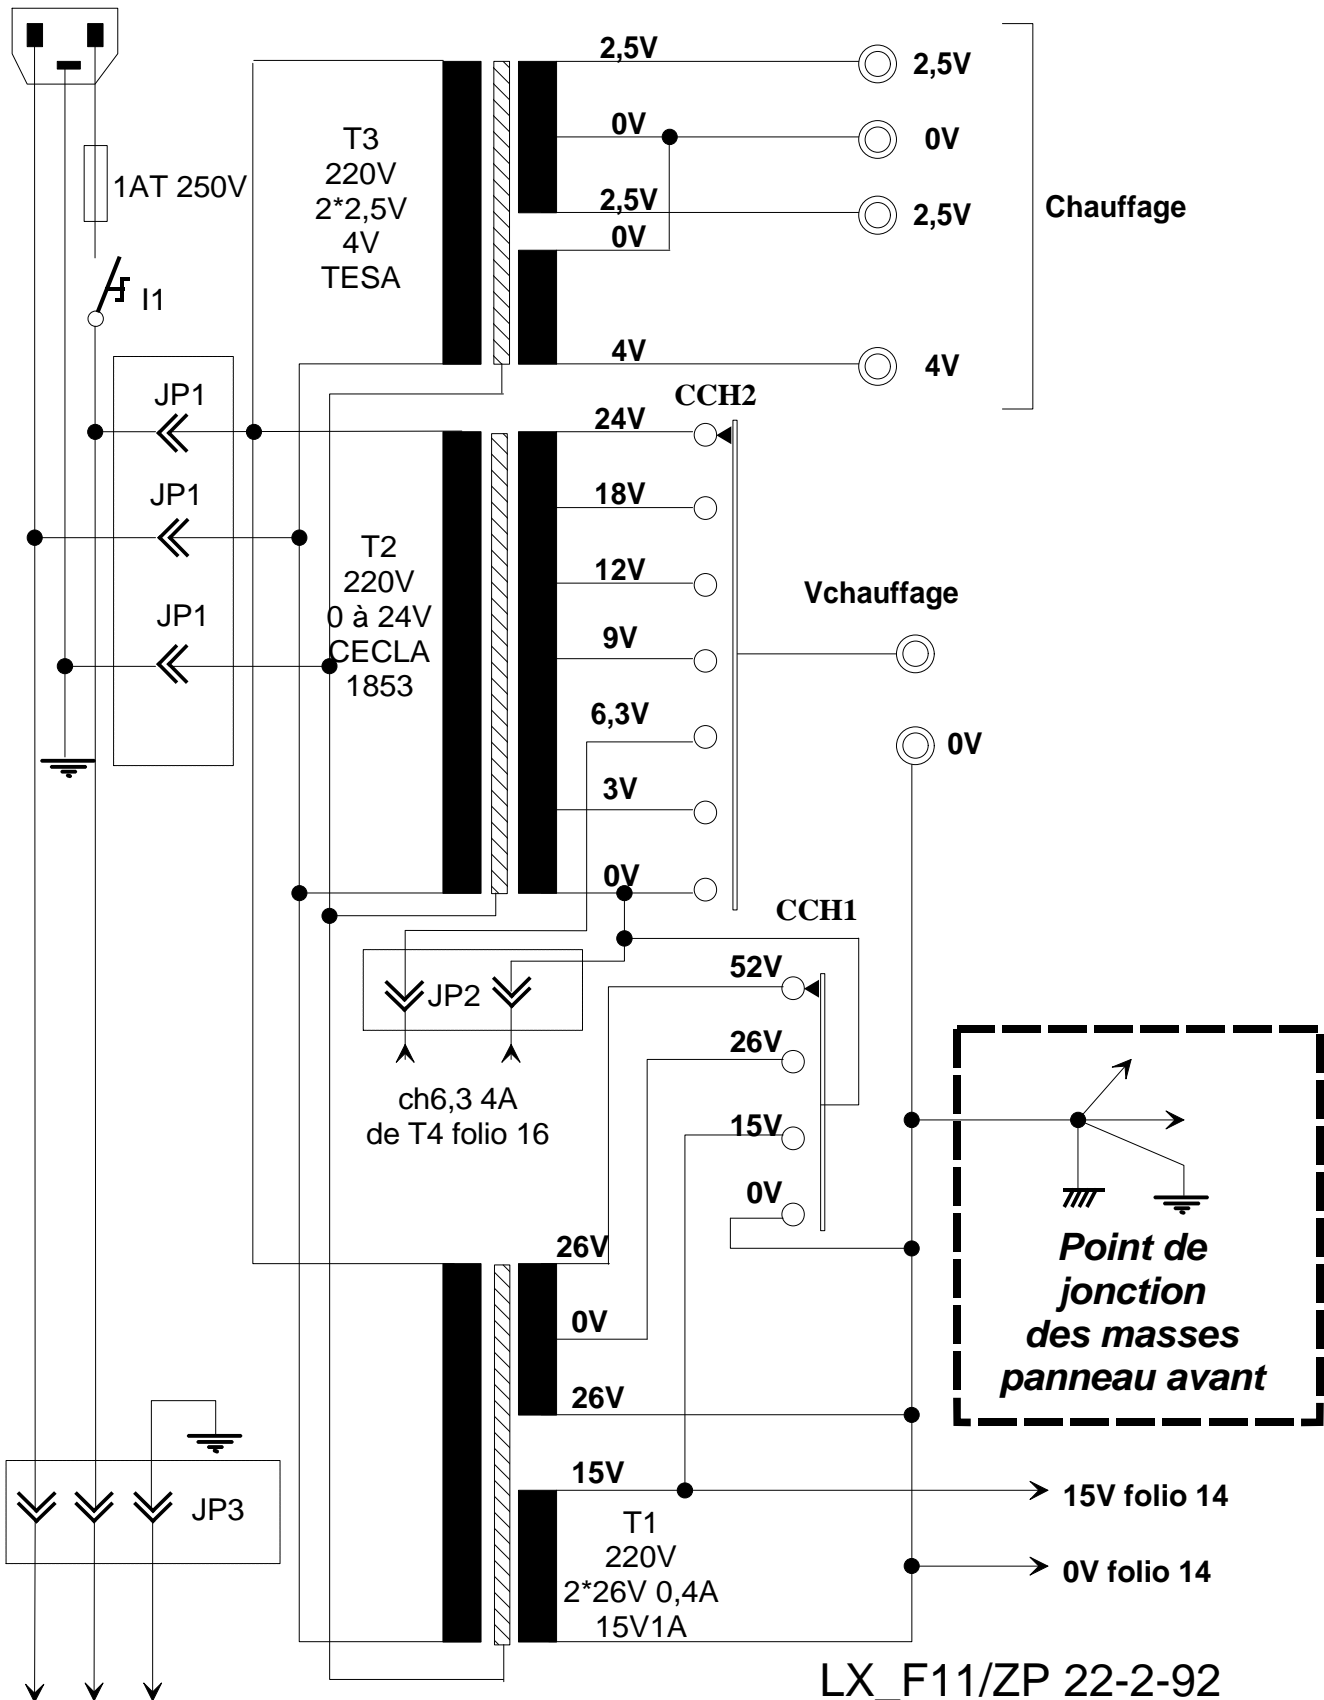 2,5V
2,5V
0V
0V
T3
220V
2*2,5V
4V
TESA
1AT 250V
2,5V
2,5V
0V
Chauffage
I1
4V
4V
JP1
CCH2
24V
JP1
18V
T2
220V
0 à 24V
CECLA
1853
12V
Vchauffage
JP1
9V
6,3V
0V
3V
0V
CCH1
52V
JP2
26V
ch6,3 4A
de T4 folio 16
15V
0V
26V
Point de
jonction
des masses
panneau avant
0V
26V
15V
15V folio 14
JP3
T1
220V
2*26V 0,4A
15V1A
0V folio 14
LX_F11/ZP 22-2-92